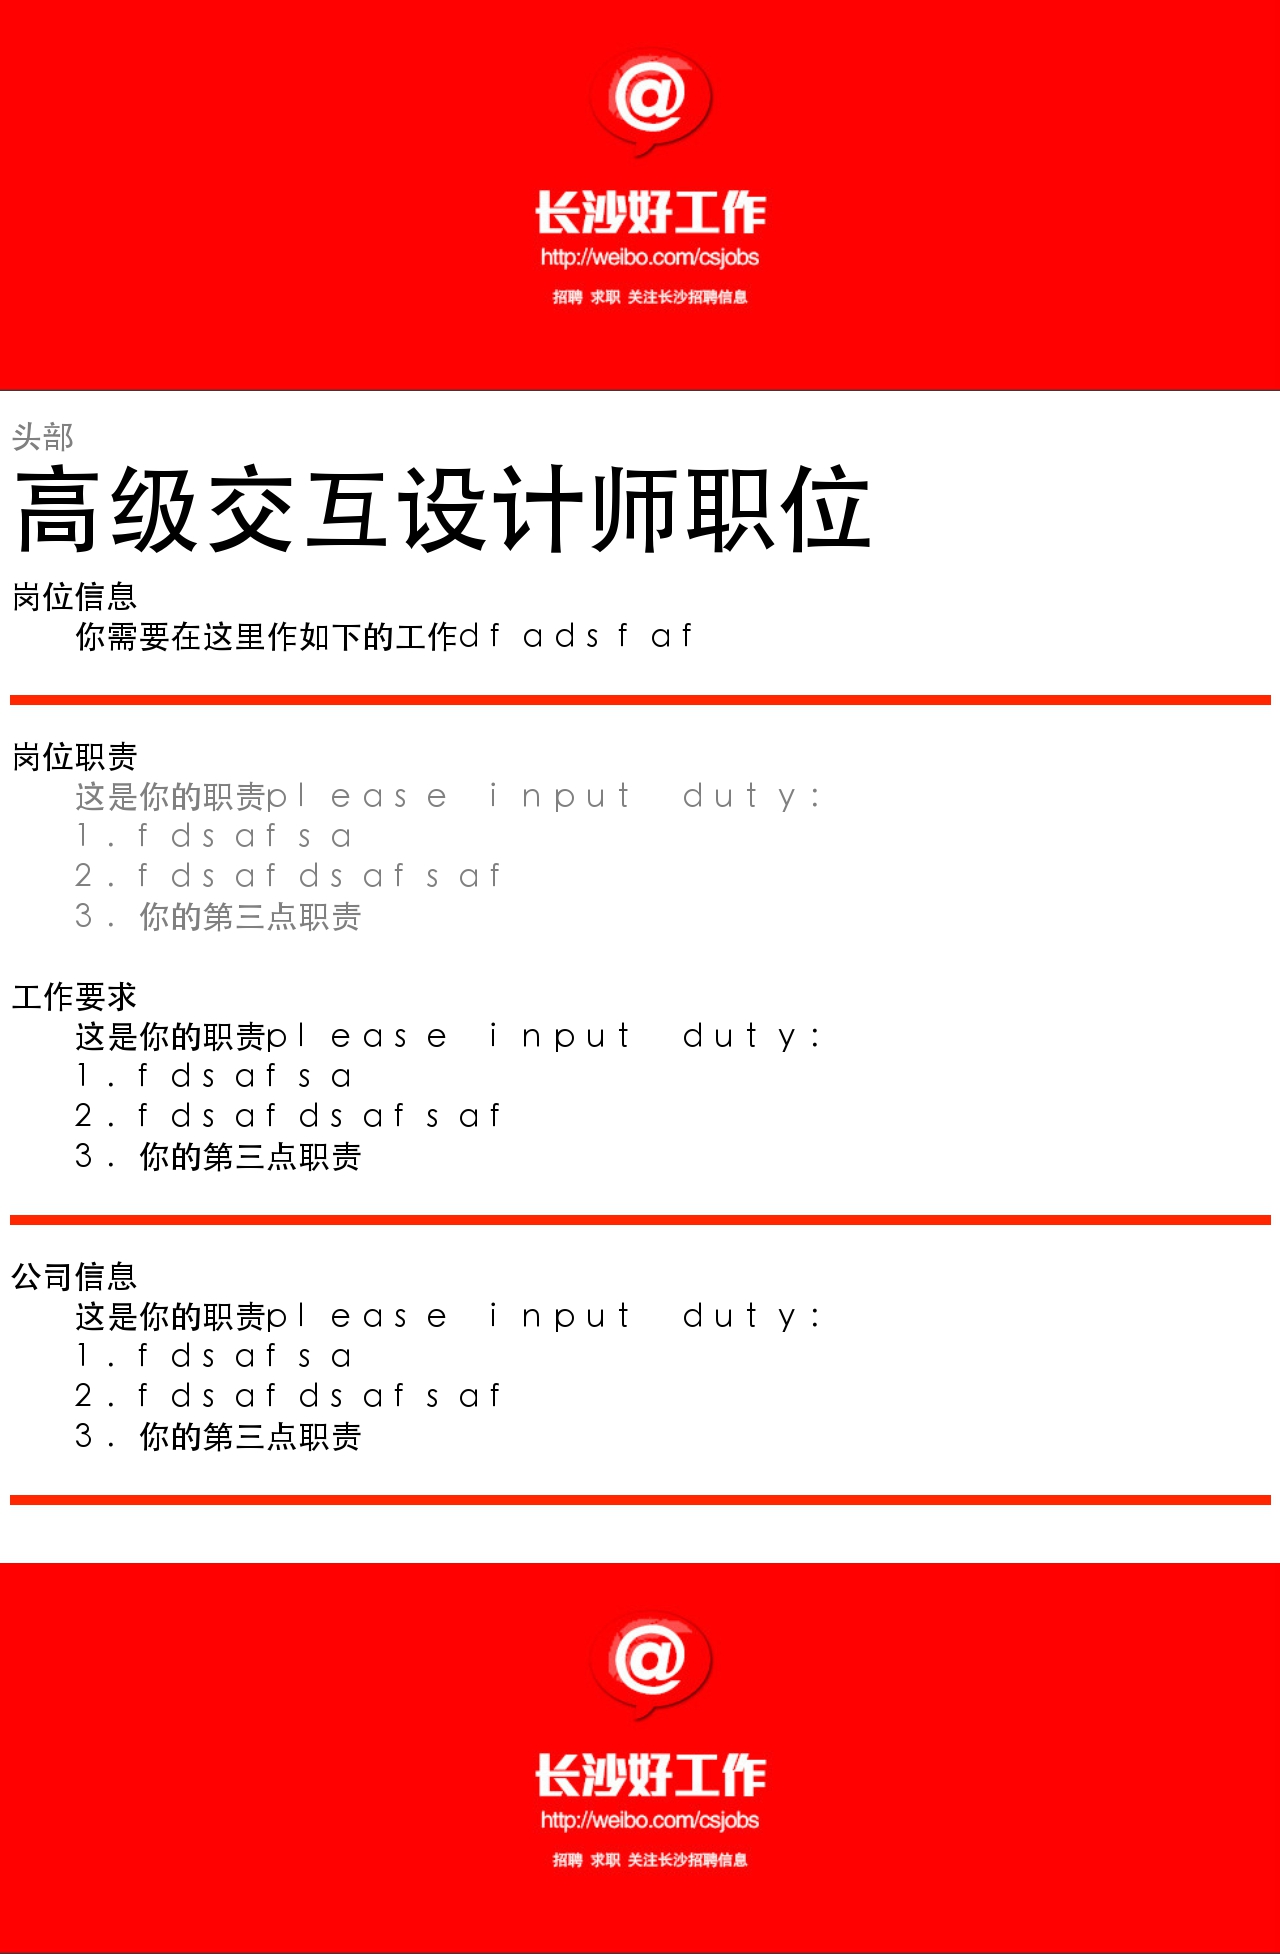 @
长沙好工作
http://weibo.com/csjobs
招聘 求职 关注长沙招聘信息
头部
高级交互设计师职位
岗位信息
你需要在这里作如下的工作df adsf af
岗位职责
这是你的职责please input duty:
1.fdsafsa
2.fdsafdsafsaf
3.你的第三点职责
工作要求
这是你的职责please input duty:
1.fdsafsa
2.fdsafdsafsaf
3.你的第三点职责
公司信息
这是你的职责please input duty:
1.fdsafsa
2.fdsafdsafsaf
3.你的第三点职责
@
长沙好工作
http://weibo.com/csjobs
招聘 求职 关注长沙招聘信息